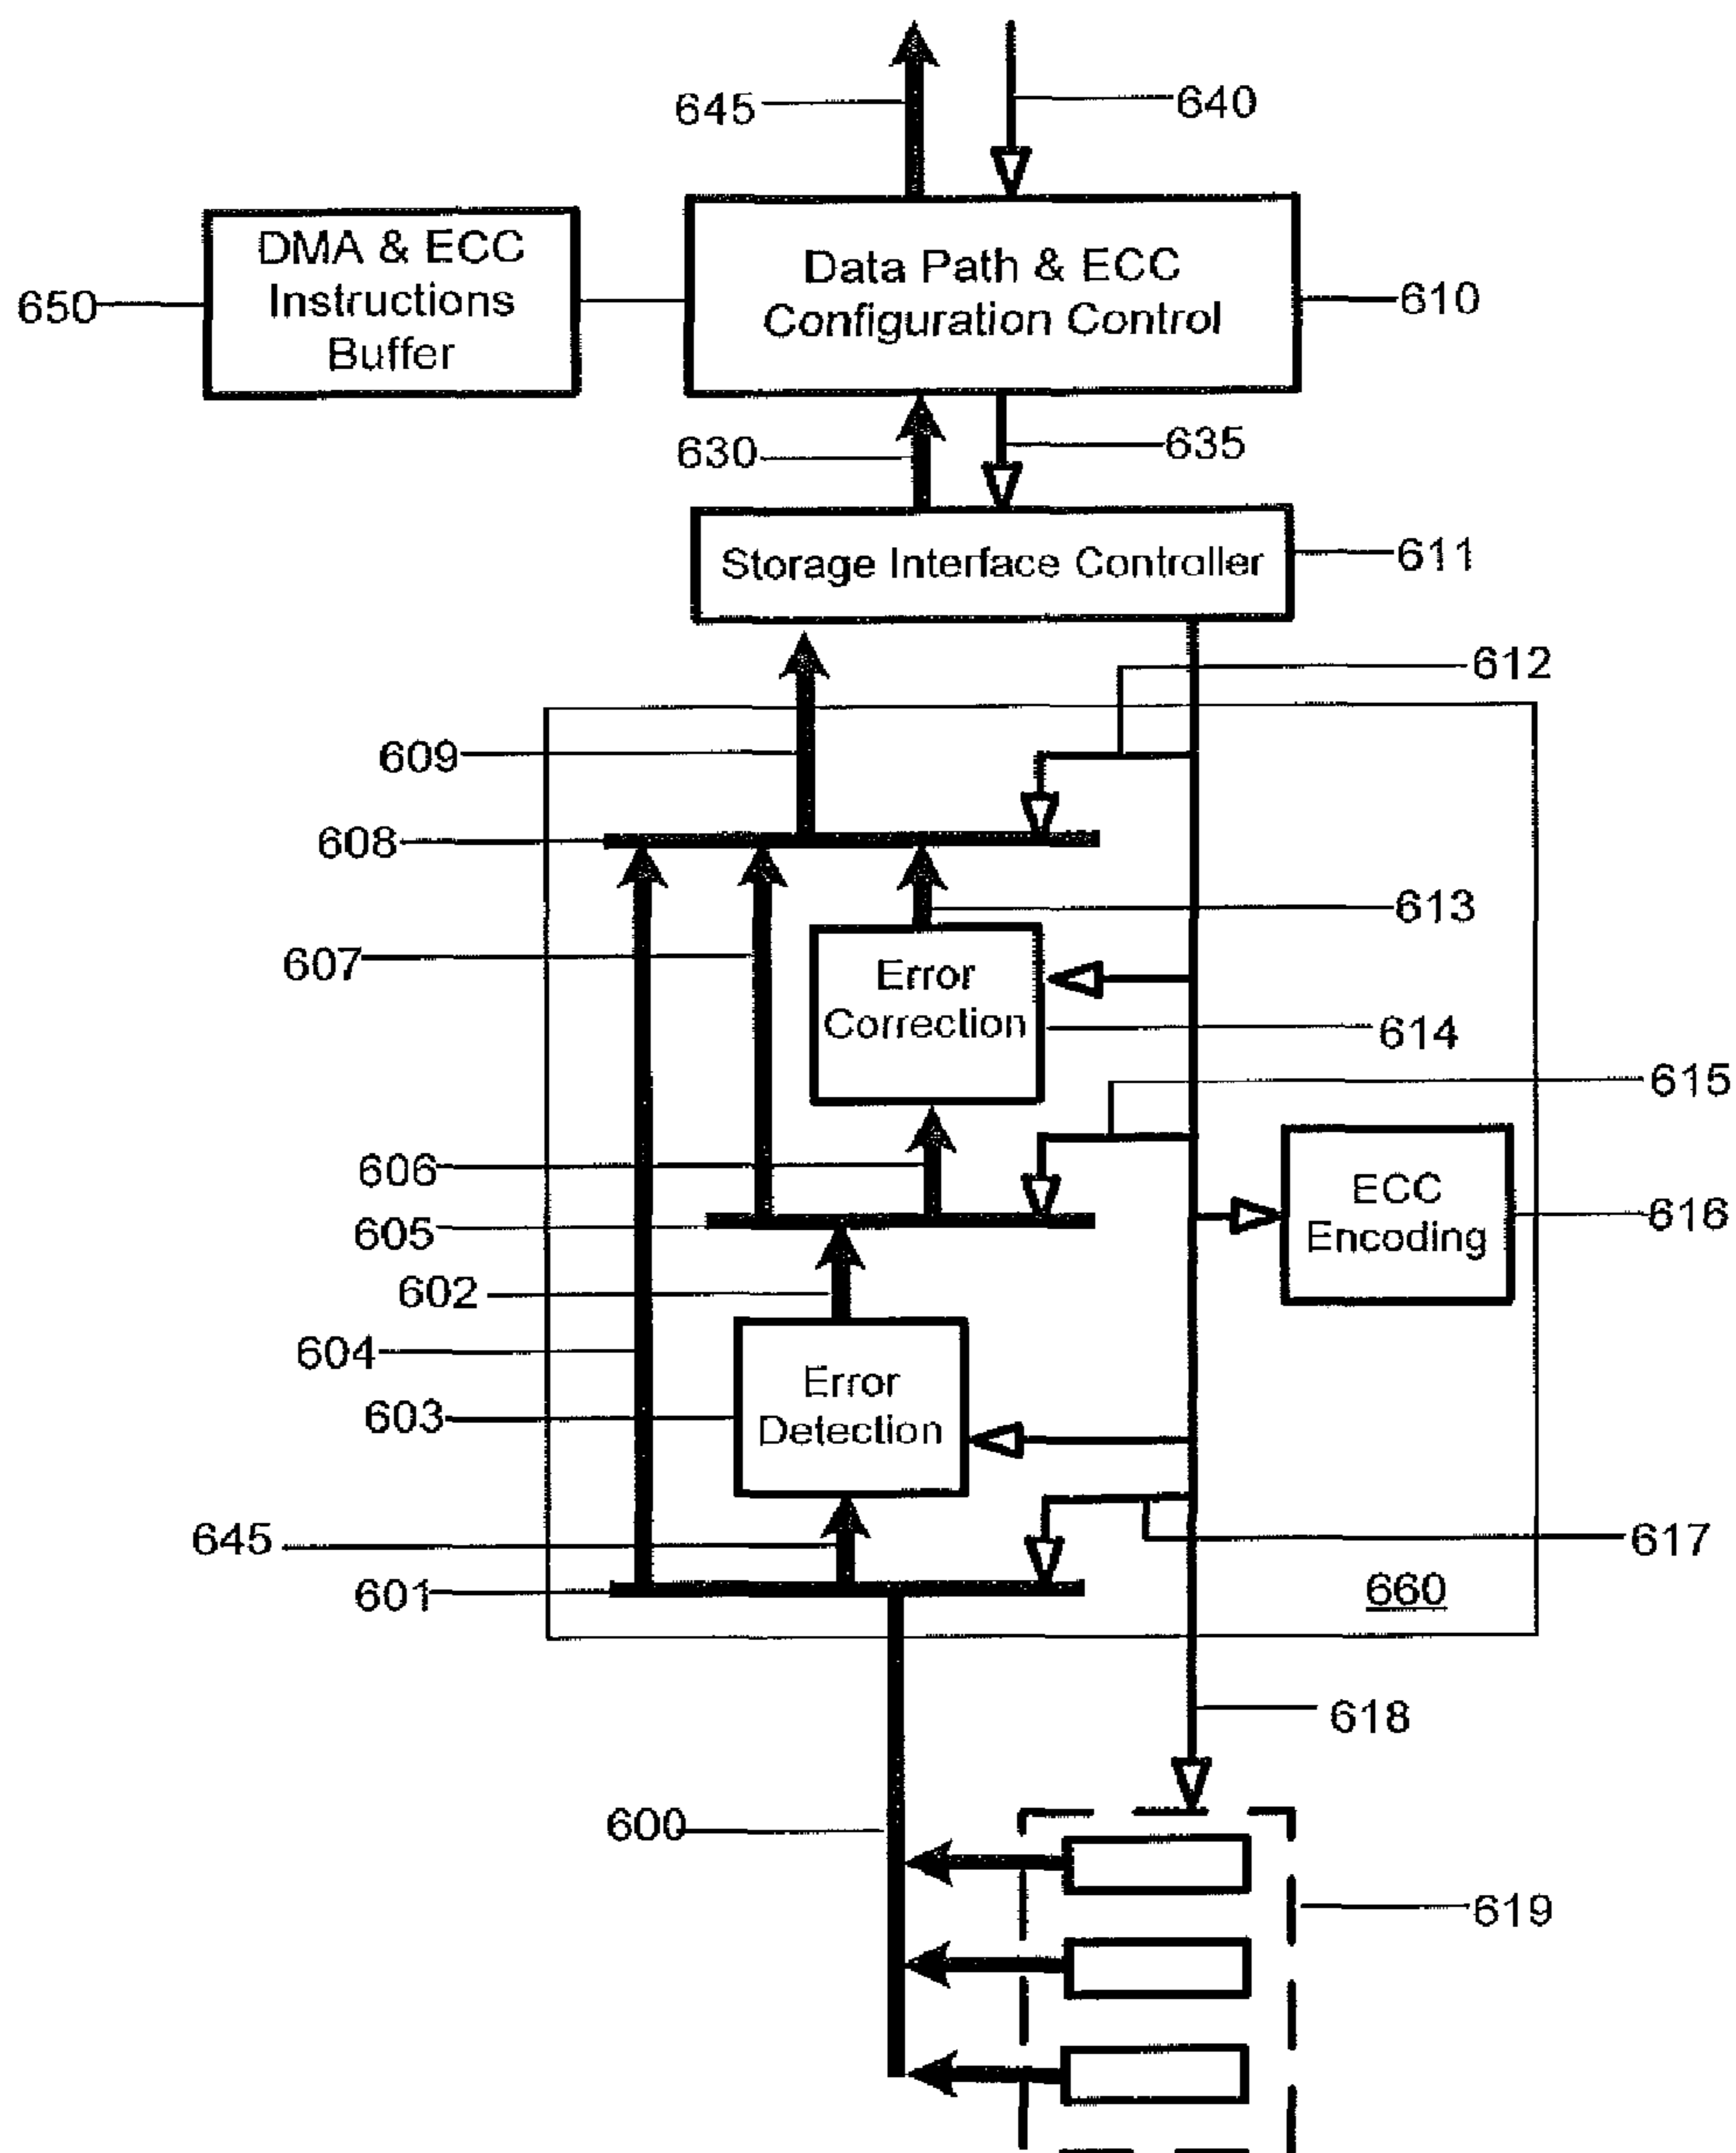 645
640
DMA & ECC
Instructions
Buffer
650
Data Path & ECC
Configuration Control
610
630
635
Storage Interface Controller
611
612
609
608
613
607
Error
Correction
614
615
606
ECC
Encoding
616
605
602
604
Error
Detection
603
645
617
601
660
618
600
619